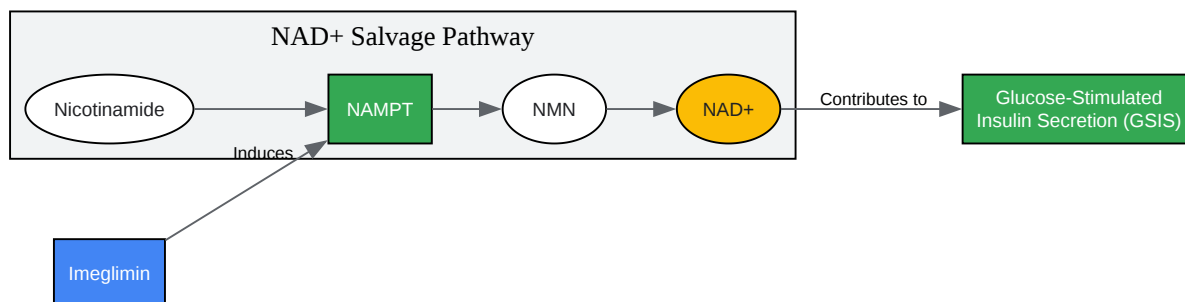 NAD+ Salvage Pathway
Nicotinamide
NAMPT
NMN
NAD+
Contributes to
Glucose-Stimulated
Insulin Secretion (GSIS)
Induces
Imeglimin